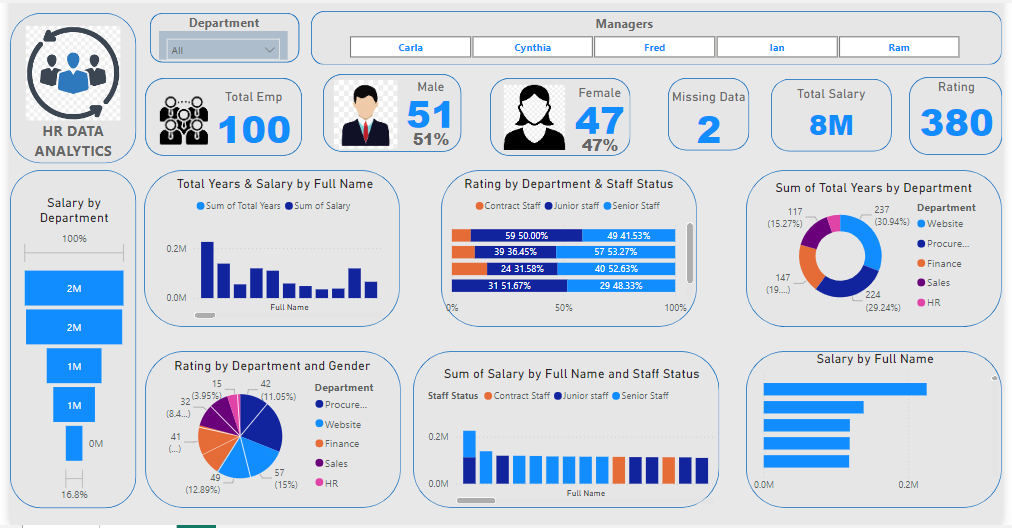 Department
All
Managers
Carla
Cynthia
Fred
Ian
Ram
HR DATA
ANALYTICS
Total Emp
100
Male
51
51%
Female
47
47%
Missing Data
2
Total Salary
8M
Rating
380
Salary by
Department
100%
2M
2M
1M
1M
0M
16.8%
Total Years & Salary by Full Name
Sum of Total Years Sum of Salary
0.2M
0.0M
Full Name
Rating by Department & Staff Status
Contract Staff Junior staff Senior Staff
59 50.00% 49 41.53%
39 36.45% 57 53.27%
24 31.58% 40 52.63%
31 51.67% 29 48.33%
0% 50% 100%
Sum of Total Years by Department
117
(15.27%)
237
(30.94%)
147
(19....)
224
(29.24%)
Department
Website
Procure...
Finance
Sales
HR
Rating by Department and Gender
15
(3.95%)
42
(11.05%)
32
(8.4...)
41
(...)
49
(12.89%)
57
(15%)
Department
Procure...
Website
Finance
Sales
HR
Sum of Salary by Full Name and Staff Status
Staff Status Contract Staff Junior staff Senior Staff
0.2M
0.0M
Full Name
Salary by Full Name
0.0M 0.2M